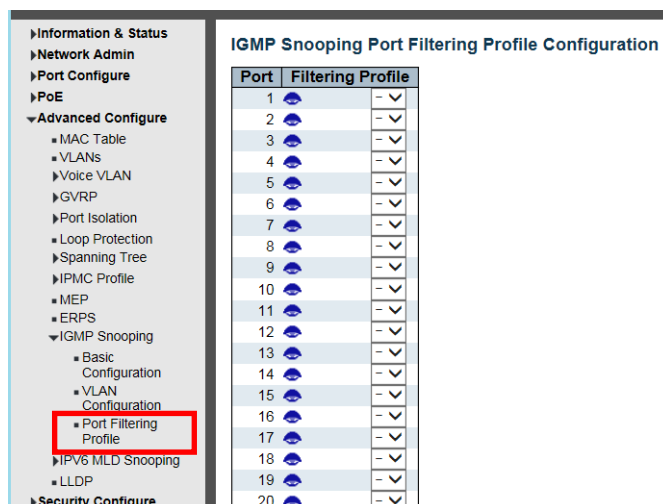 Information & Status
Network Admin
Port Configure
PoE
Advanced Configure
MAC Table
VLANs
Voice VLAN
GVRP
Port Isolation
Loop Protection
Spanning Tree
IPMC Profile
MEP
ERPS
IGMP Snooping
Basic
Configuration
VLAN
Configuration
Port Filtering
Profile
IPV6 MLD Snooping
LLDP
Security Configure
IGMP Snooping Port Filtering Profile Configuration
Port Filtering Profile
1 -
2 -
3 -
4 -
5 -
6 -
7 -
8 -
9 -
10 -
11 -
12 -
13 -
14 -
15 -
16 -
17 -
18 -
19 -
20 -